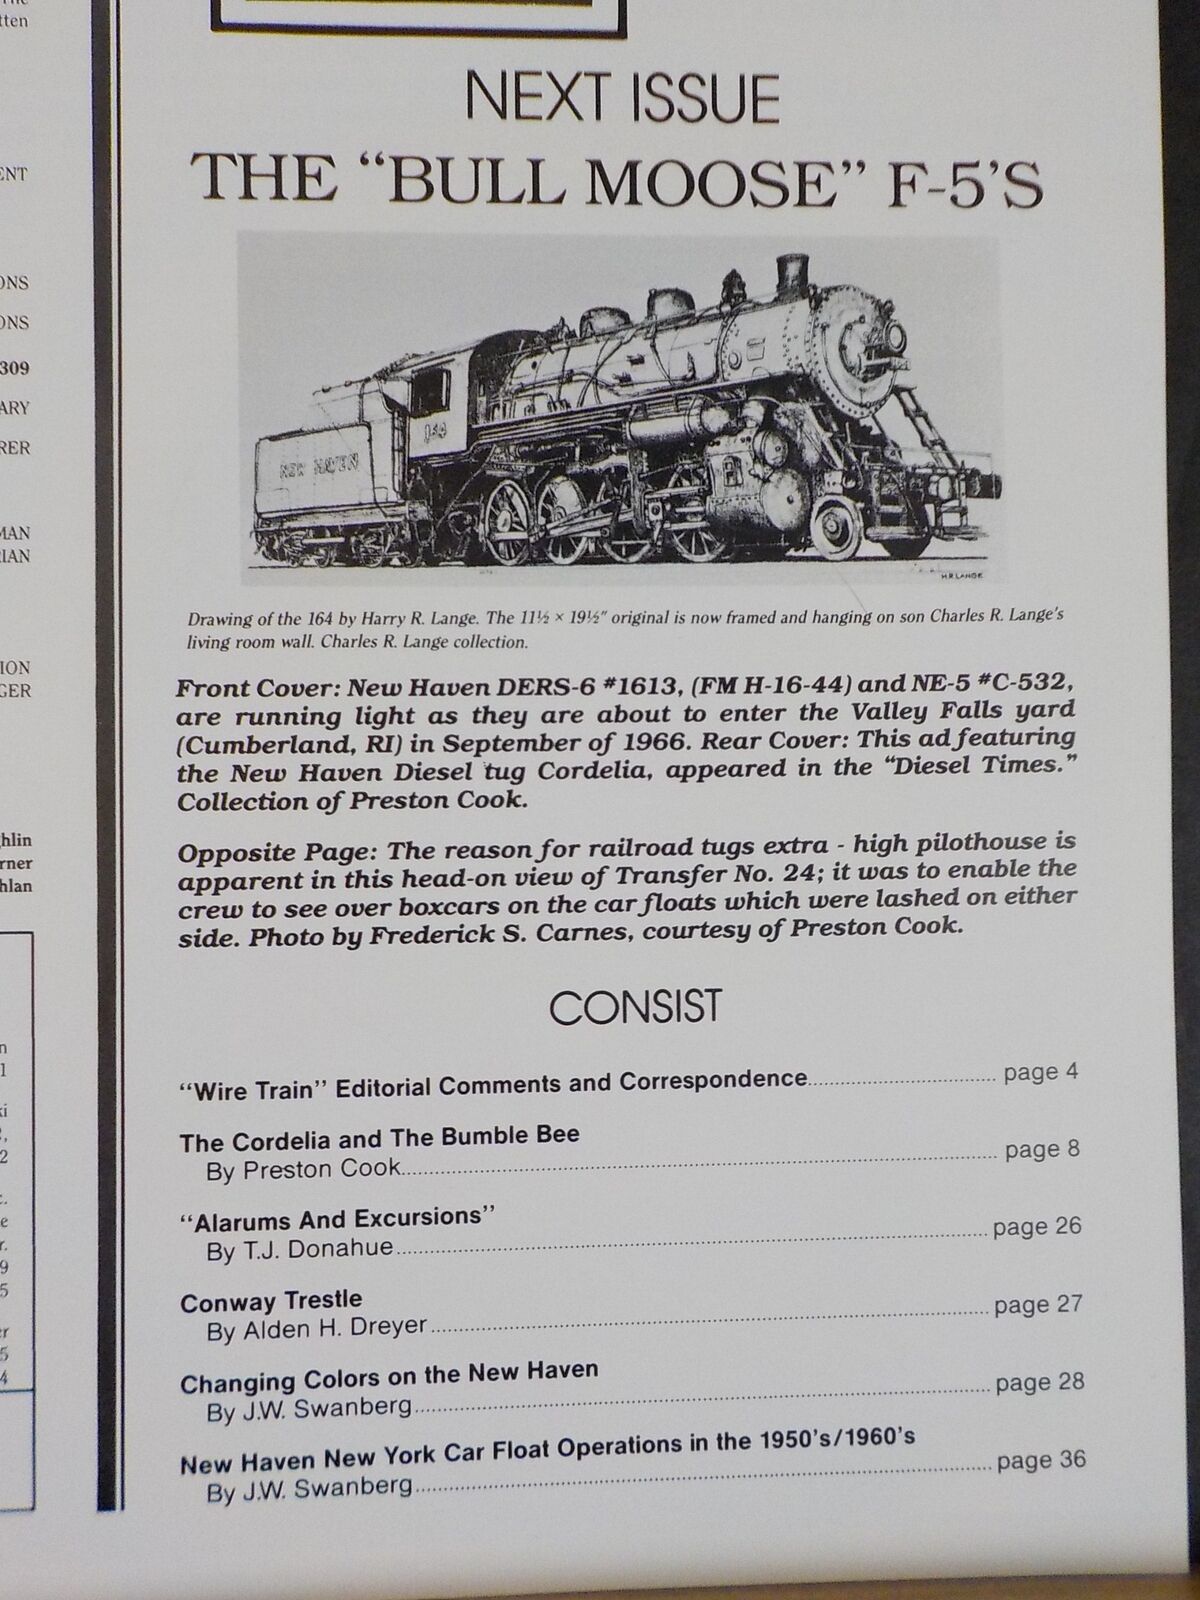 tten
ENT
ONS
ONS
309
ARY
RER
MAN
IAN
ION
GER
hlin
rner
hlan
NEXT ISSUE
THE “BULL MOOSE” F-5’S
164
NEW HAVEN
H.R. LANGE
Drawing of the 164 by Harry R. Lange. The 11½ × 19½" original is now framed and hanging on son Charles R. Lange's
living room wall. Charles R. Lange collection.
Front Cover: New Haven DERS-6 #1613, (FM H-16-44) and NE-5 #C-532,
are running light as they are about to enter the Valley Falls yard
(Cumberland, RI) in September of 1966. Rear Cover: This ad featuring
the New Haven Diesel tug Cordelia, appeared in the “Diesel Times.”
Collection of Preston Cook.
Opposite Page: The reason for railroad tugs extra - high pilothouse is
apparent in this head-on view of Transfer No. 24; it was to enable the
crew to see over boxcars on the car floats which were lashed on either
side. Photo by Frederick S. Carnes, courtesy of Preston Cook.
CONSIST
“Wire Train” Editorial Comments and Correspondence.......................... page 4
The Cordelia and The Bumble Bee
By Preston Cook.......................... page 8
“Alarums And Excursions”
By T.J. Donahue.......................... page 26
Conway Trestle
By Alden H. Dreyer.......................... page 27
Changing Colors on the New Haven
By J.W. Swanberg.......................... page 28
New Haven New York Car Float Operations in the 1950's/1960's
By J.W. Swanberg.......................... page 36